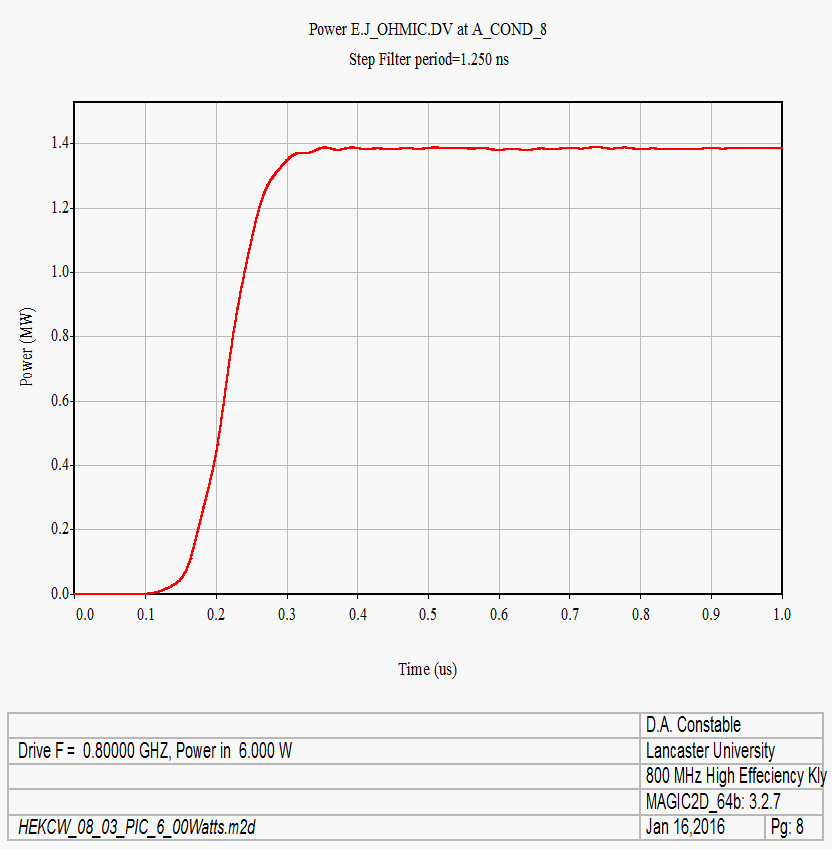 Power E.J_OHMIC.DV at A_COND_8
Step Filter period=1.250 ns
1.4
1.2
1.0
0.8
0.6
0.4
0.2
0.0
Power (MW)
0.0 0.1 0.2 0.3 0.4 0.5 0.6 0.7 0.8 0.9 1.0
Time (us)
D.A. Constable
Drive F = 0.80000 GHZ, Power in 6.000 W Lancaster University
800 MHz High Effeciency Kly
MAGIC2D_64b: 3.2.7
HEKCW_08_03_PIC_6_00Watts.m2d Jan 16,2016 Pg: 8